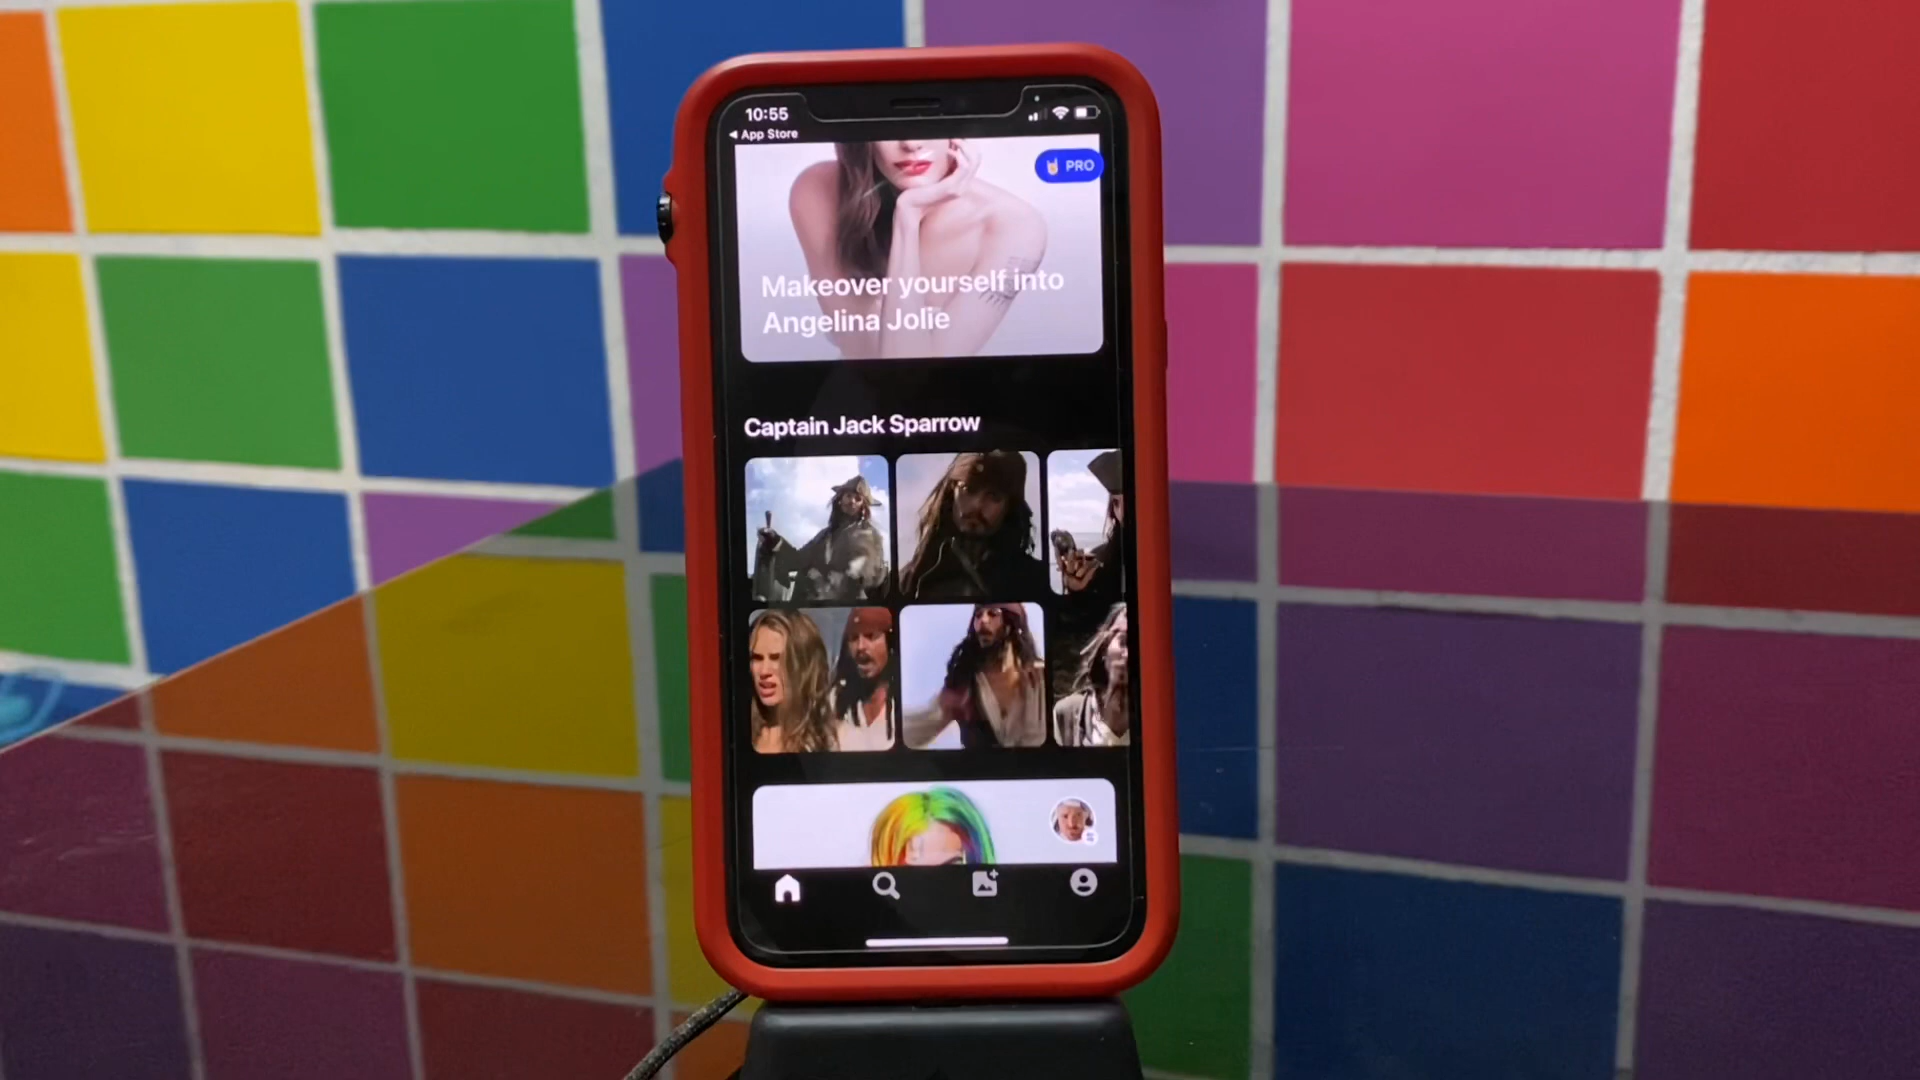 10:55
App Store
PRO
Makeover yourself into
Angelina Jolie
Captain Jack Sparrow